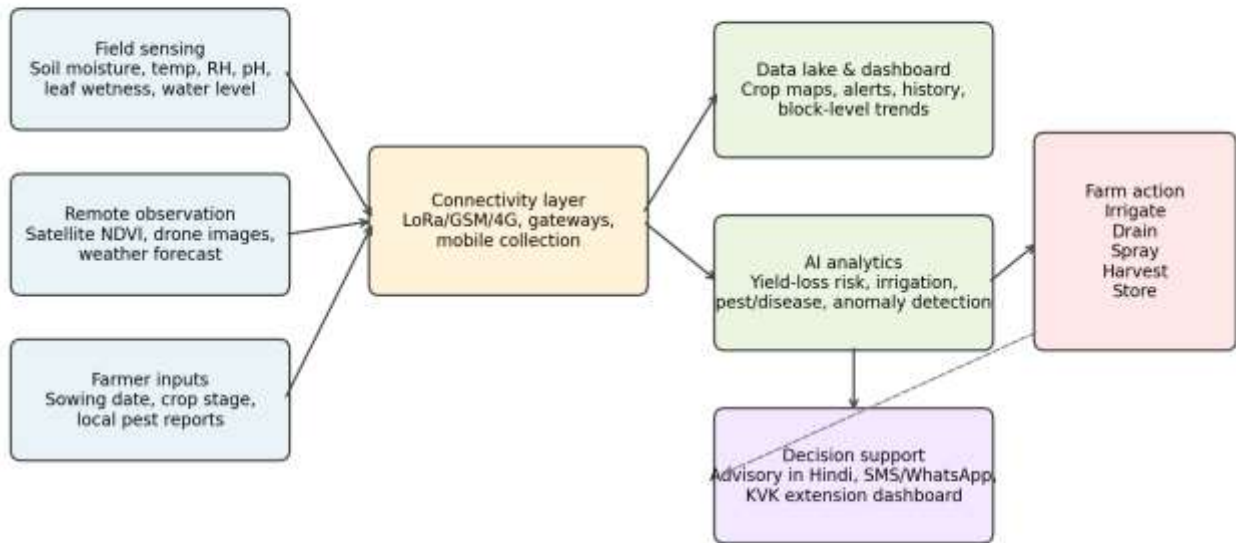 Field sensing
Soil moisture, temp, RH, pH,
leaf wetness, water level
Remote observation
Satellite NDVI, drone images,
weather forecast
Farmer inputs
Sowing date, crop stage,
local pest reports
Connectivity layer
LoRa/GSM/4G, gateways,
mobile collection
Data lake & dashboard
Crop maps, alerts, history,
block-level trends
AI analytics
Yield-loss risk, irrigation,
pest/disease, anomaly detection
Decision support
Advisory in Hindi, SMS/WhatsApp,
KVK extension dashboard
Farm action
Irrigate
Drain
Spray
Harvest
Store